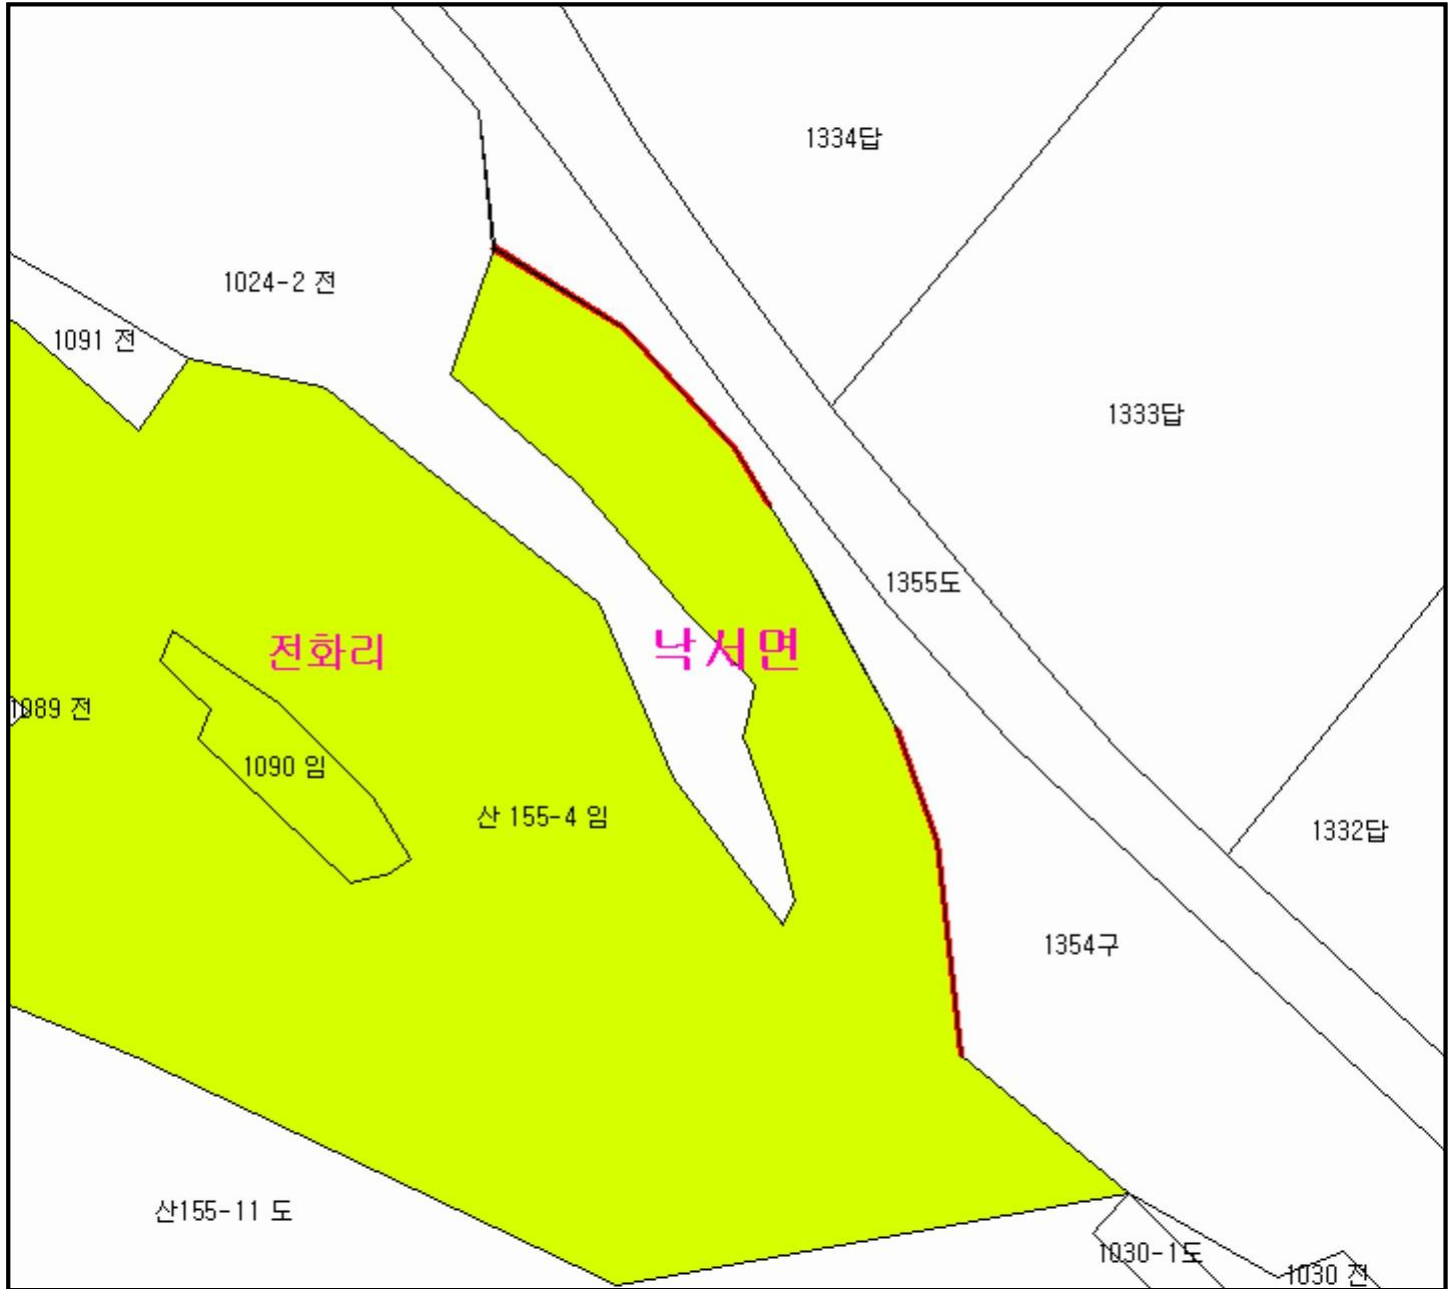 1334답
1024-2 전
1091 전
1333답
1355도
전화리
낙서면
1089 전
1090 임
산 155-4 임
1332답
1354구
산155-11 도
1030-1도
1030 전